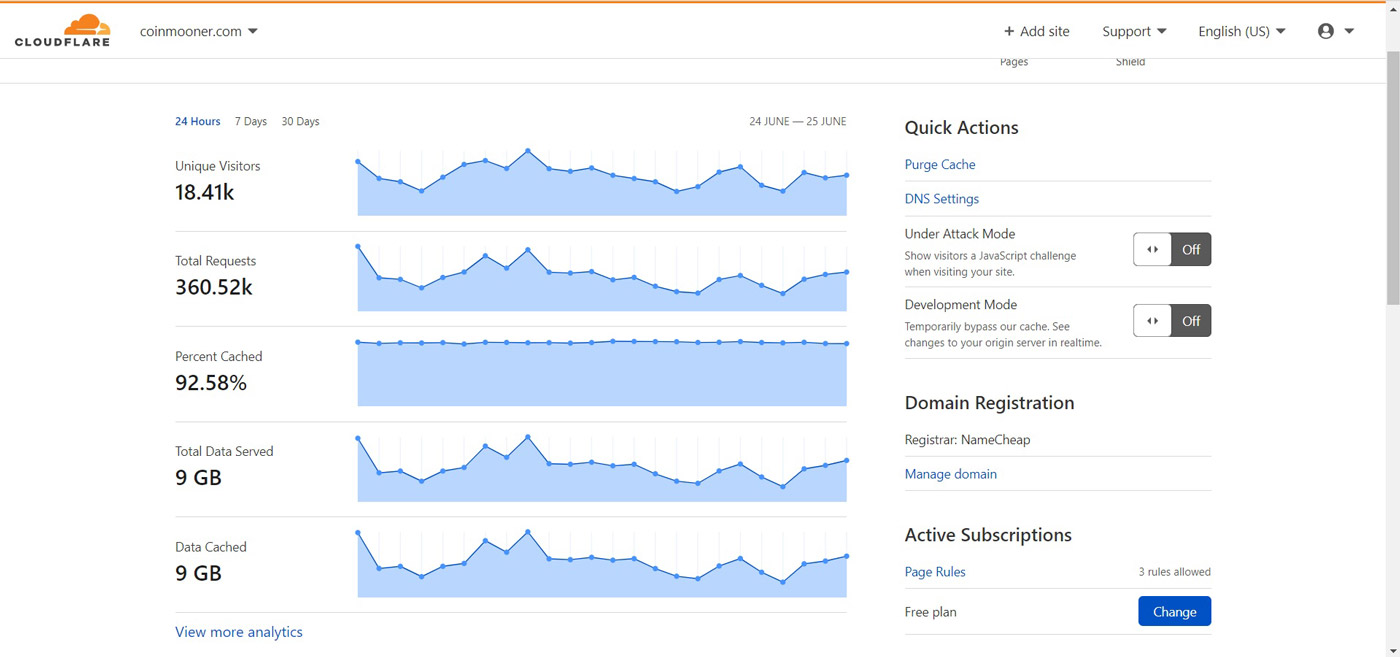 CLOUDFLARE
coinmooner.com
+ Add site
Support
English (US)
Pages
Shield
24 Hours 7 Days 30 Days
24 JUNE — 25 JUNE
Unique Visitors
18.41k
Total Requests
360.52k
Percent Cached
92.58%
Total Data Served
9 GB
Data Cached
9 GB
View more analytics
Quick Actions
Purge Cache
DNS Settings
Under Attack Mode
Show visitors a JavaScript challenge
when visiting your site.
Off
Development Mode
Temporarily bypass our cache. See
changes to your origin server in realtime.
Off
Domain Registration
Registrar: NameCheap
Manage domain
Active Subscriptions
Page Rules
3 rules allowed
Free plan
Change